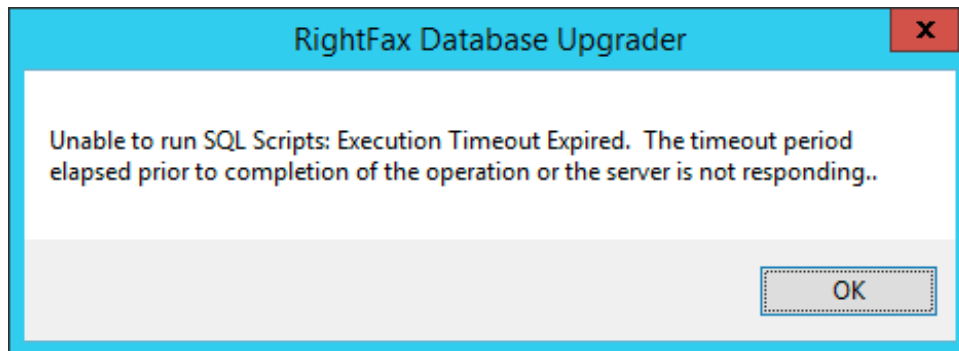 RightFax Database Upgrader
x
Unable to run SQL Scripts: Execution Timeout Expired.  The timeout period
elapsed prior to completion of the operation or the server is not responding..
OK